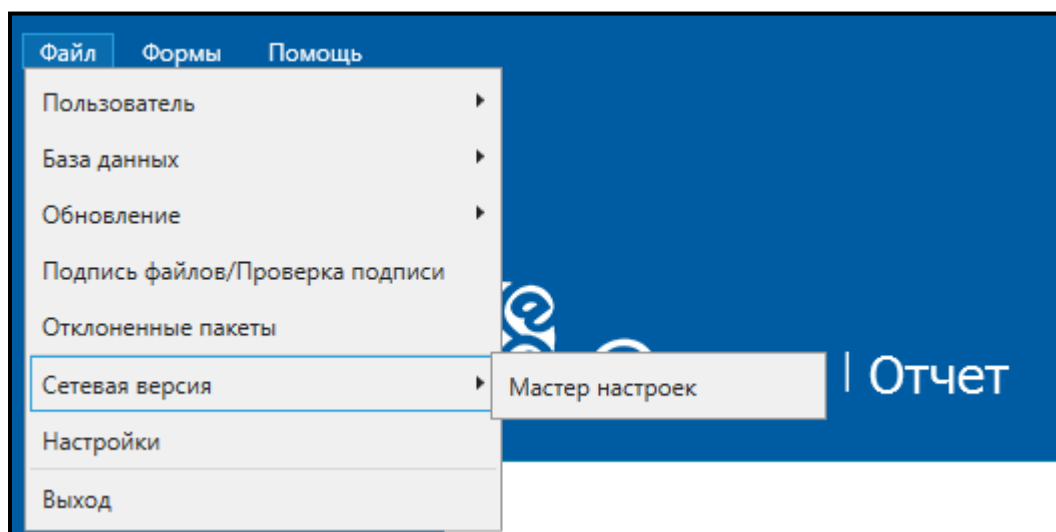 Файл Формы Помощь
Пользователь
База данных
Обновление
Подпись файлов/Проверка подписи
Отклоненные пакеты
Сетевая версия
Мастер настроек
| Отчет
Настройки
Выход